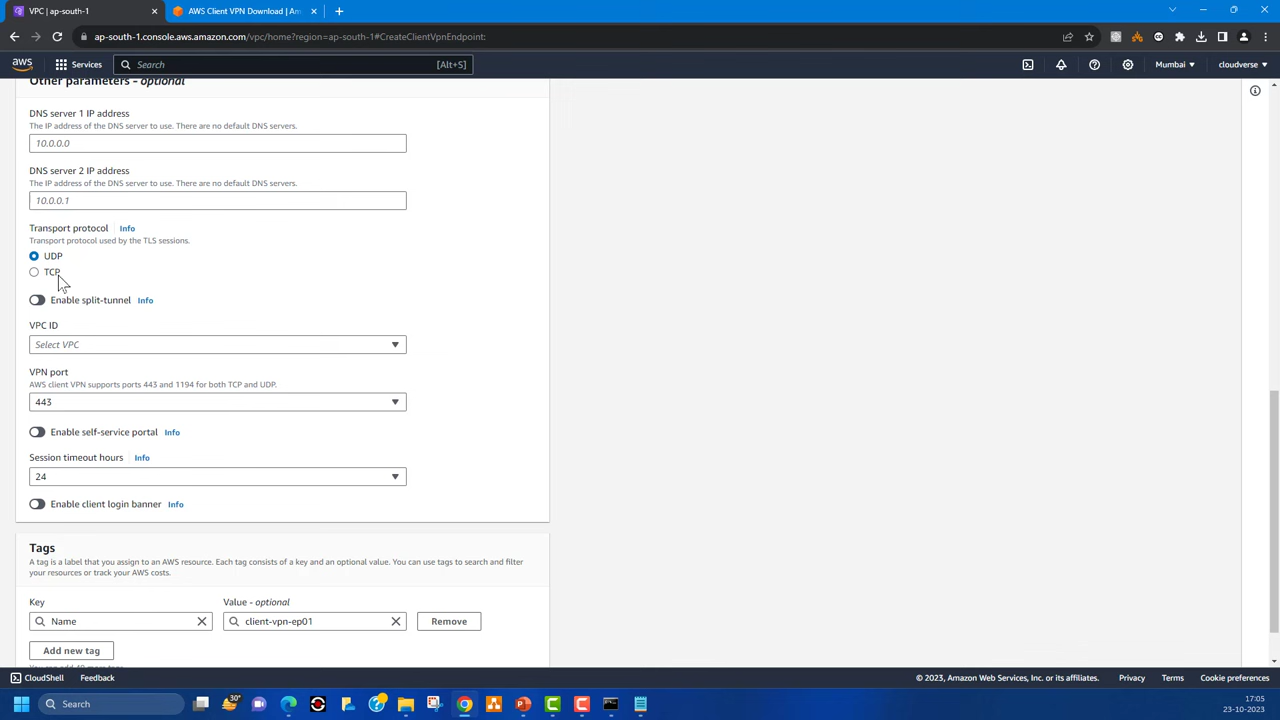 VPC | ap-south-1
AWS Client VPN Download | Am
ap-south-1.console.aws.amazon.com/vpc/home?region=ap-south-1#CreateClientVpnEndpoint:
aws
Services
Search
[Alt+S]
Mumbai
cloudverse
Other parameters - optional
DNS server 1 IP address
The IP address of the DNS server to use. There are no default DNS servers.
10.0.0.0
DNS server 2 IP address
The IP address of the DNS server to use. There are no default DNS servers.
10.0.0.1
Transport protocol Info
Transport protocol used by the TLS sessions.
UDP
TCP
Enable split-tunnel Info
VPC ID
Select VPC
VPN port
AWS client VPN supports ports 443 and 1194 for both TCP and UDP.
443
Enable self-service portal Info
Session timeout hours Info
24
Enable client login banner Info
Tags
A tag is a label that you assign to an AWS resource. Each tag consists of a key and an optional value. You can use tags to search and filter
your resources or track your AWS costs.
Key
Value - optional
Name
client-vpn-ep01
Remove
Add new tag
CloudShell
Feedback
© 2023, Amazon Web Services, Inc. or its affiliates.
Privacy
Terms
Cookie preferences
Search
30°
17:05
23-10-2023